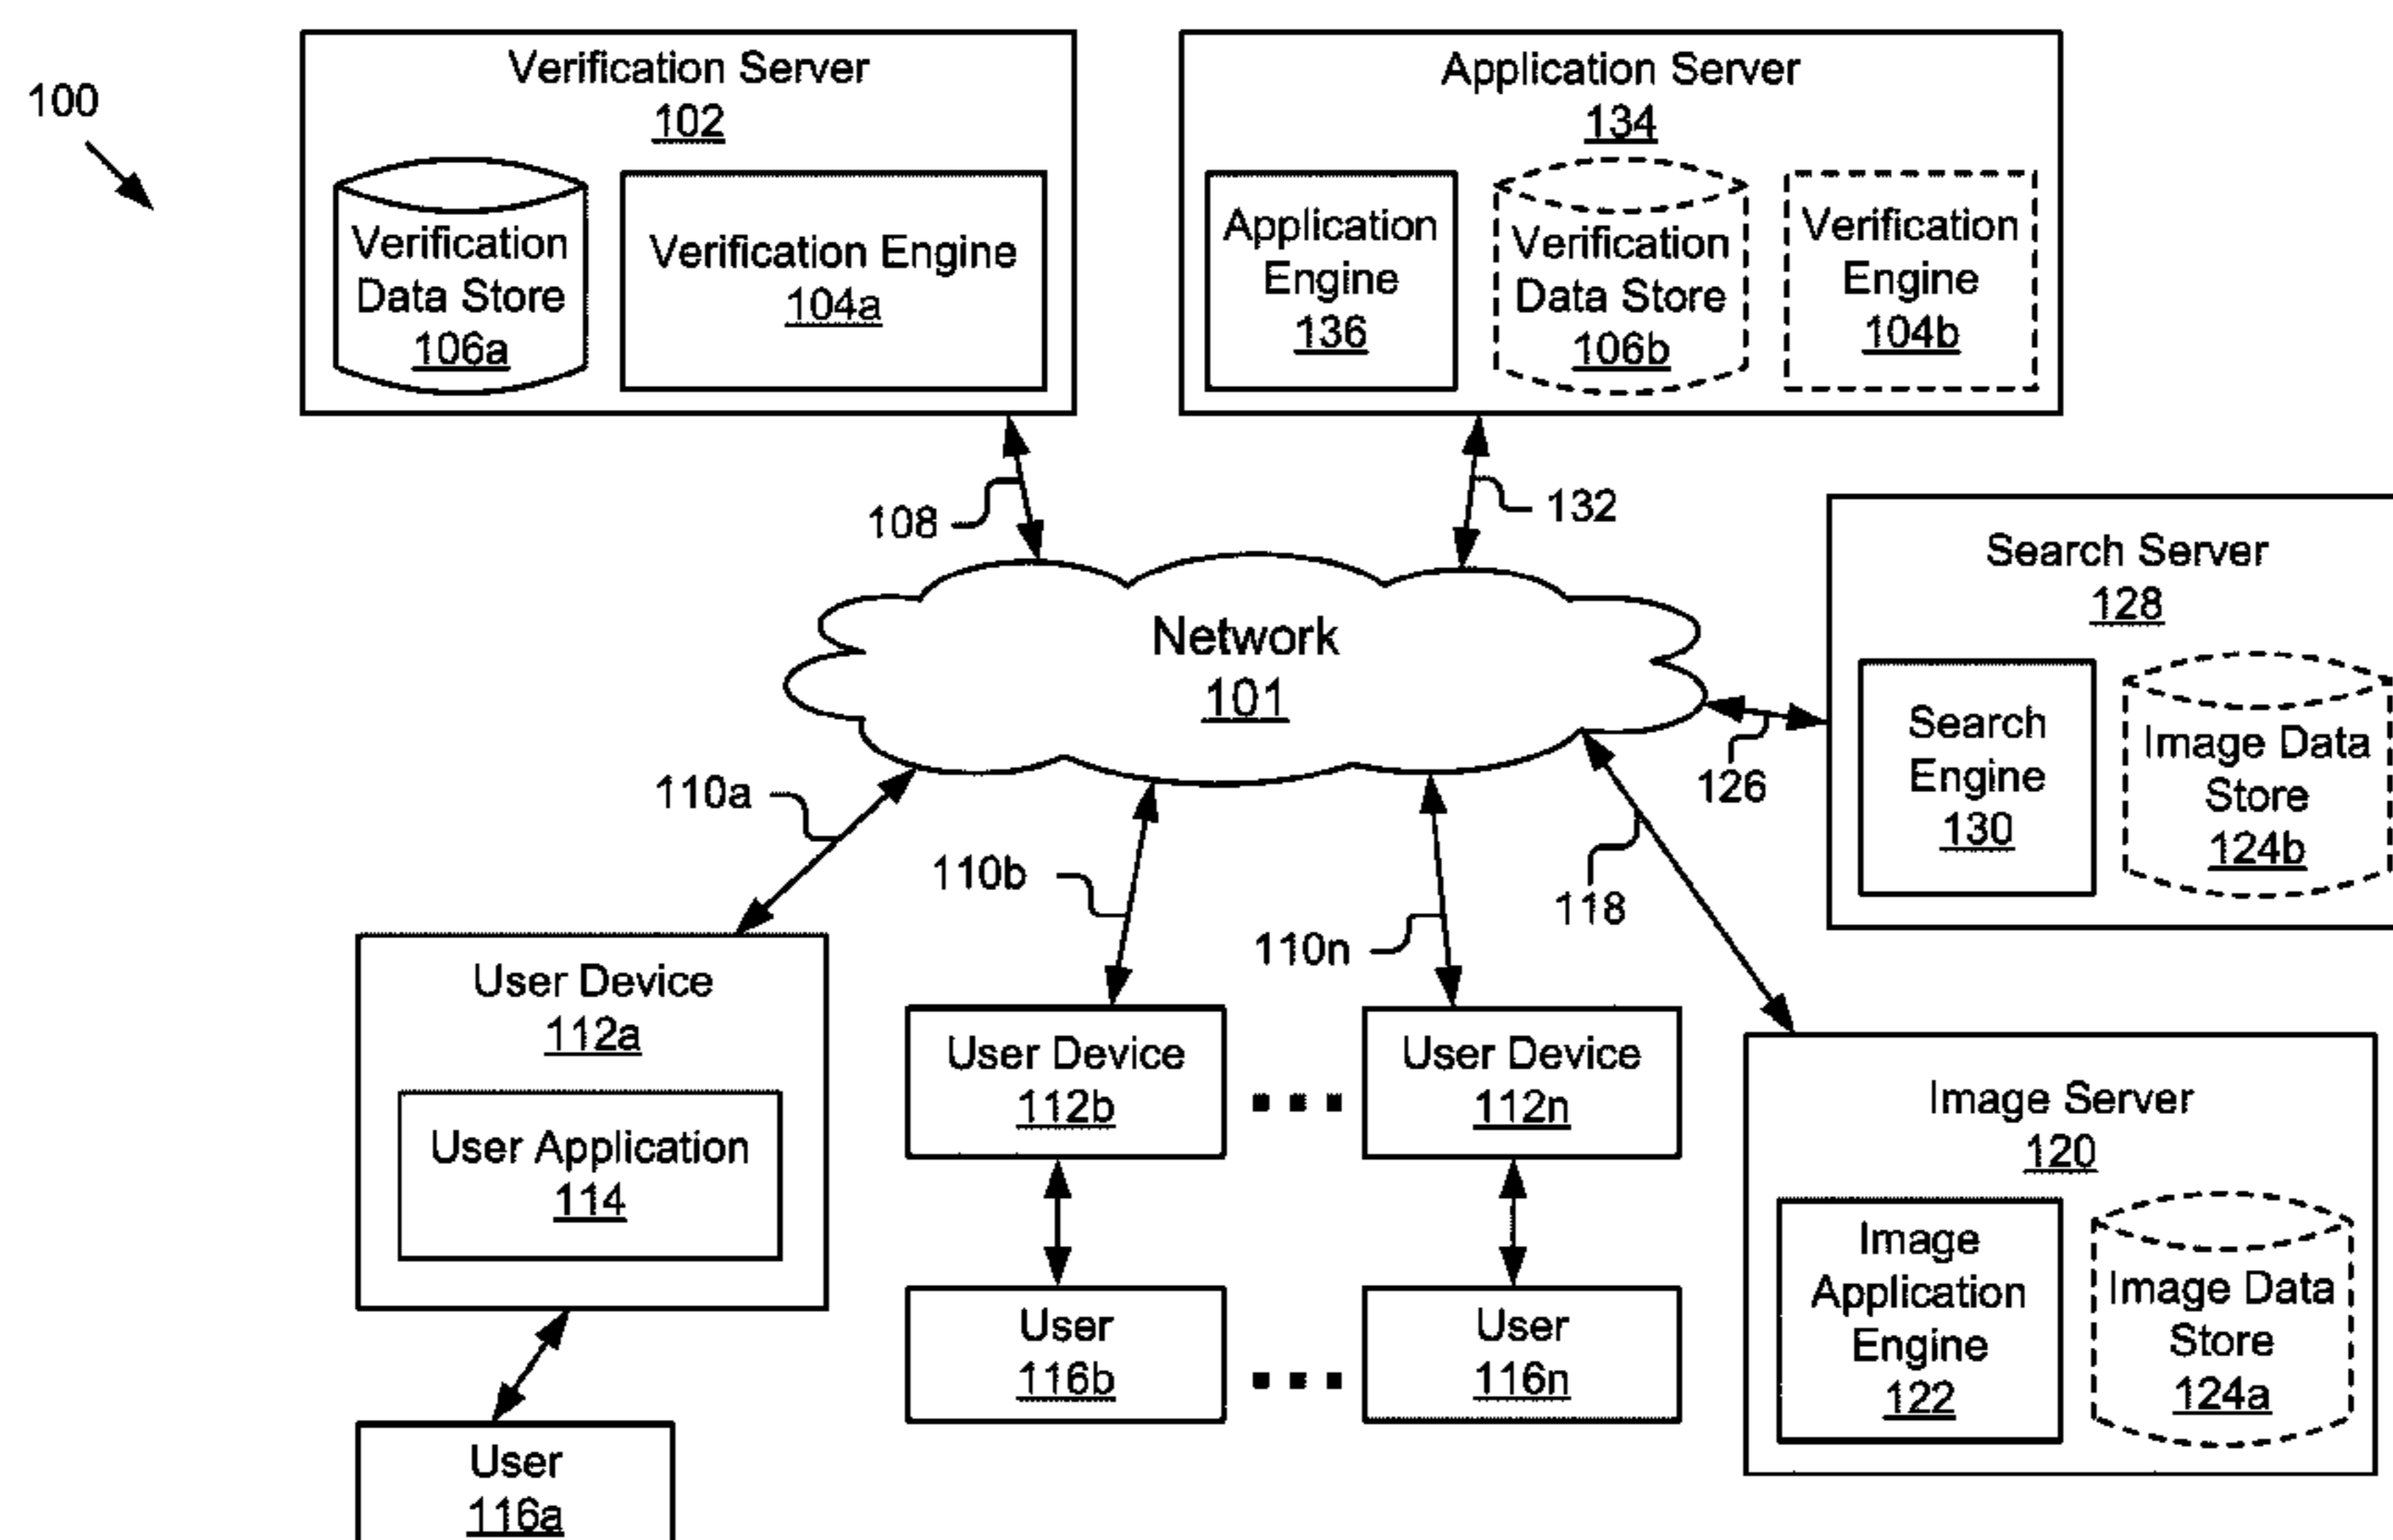 100
Verification Server
102
Verification
Data Store
106a
Verification Engine
104a
Application Server
134
Application
Engine
136
Verification
Data Store
106b
Verification
Engine
104b
108
132
Network
101
Search Server
128
Search
Engine
130
Image Data
Store
124b
126
118
110a
110b
110n
User Device
112a
User Application
114
User
116a
User Device
112b
User
116b
User Device
112n
User
116n
Image Server
120
Image
Application
Engine
122
Image Data
Store
124a